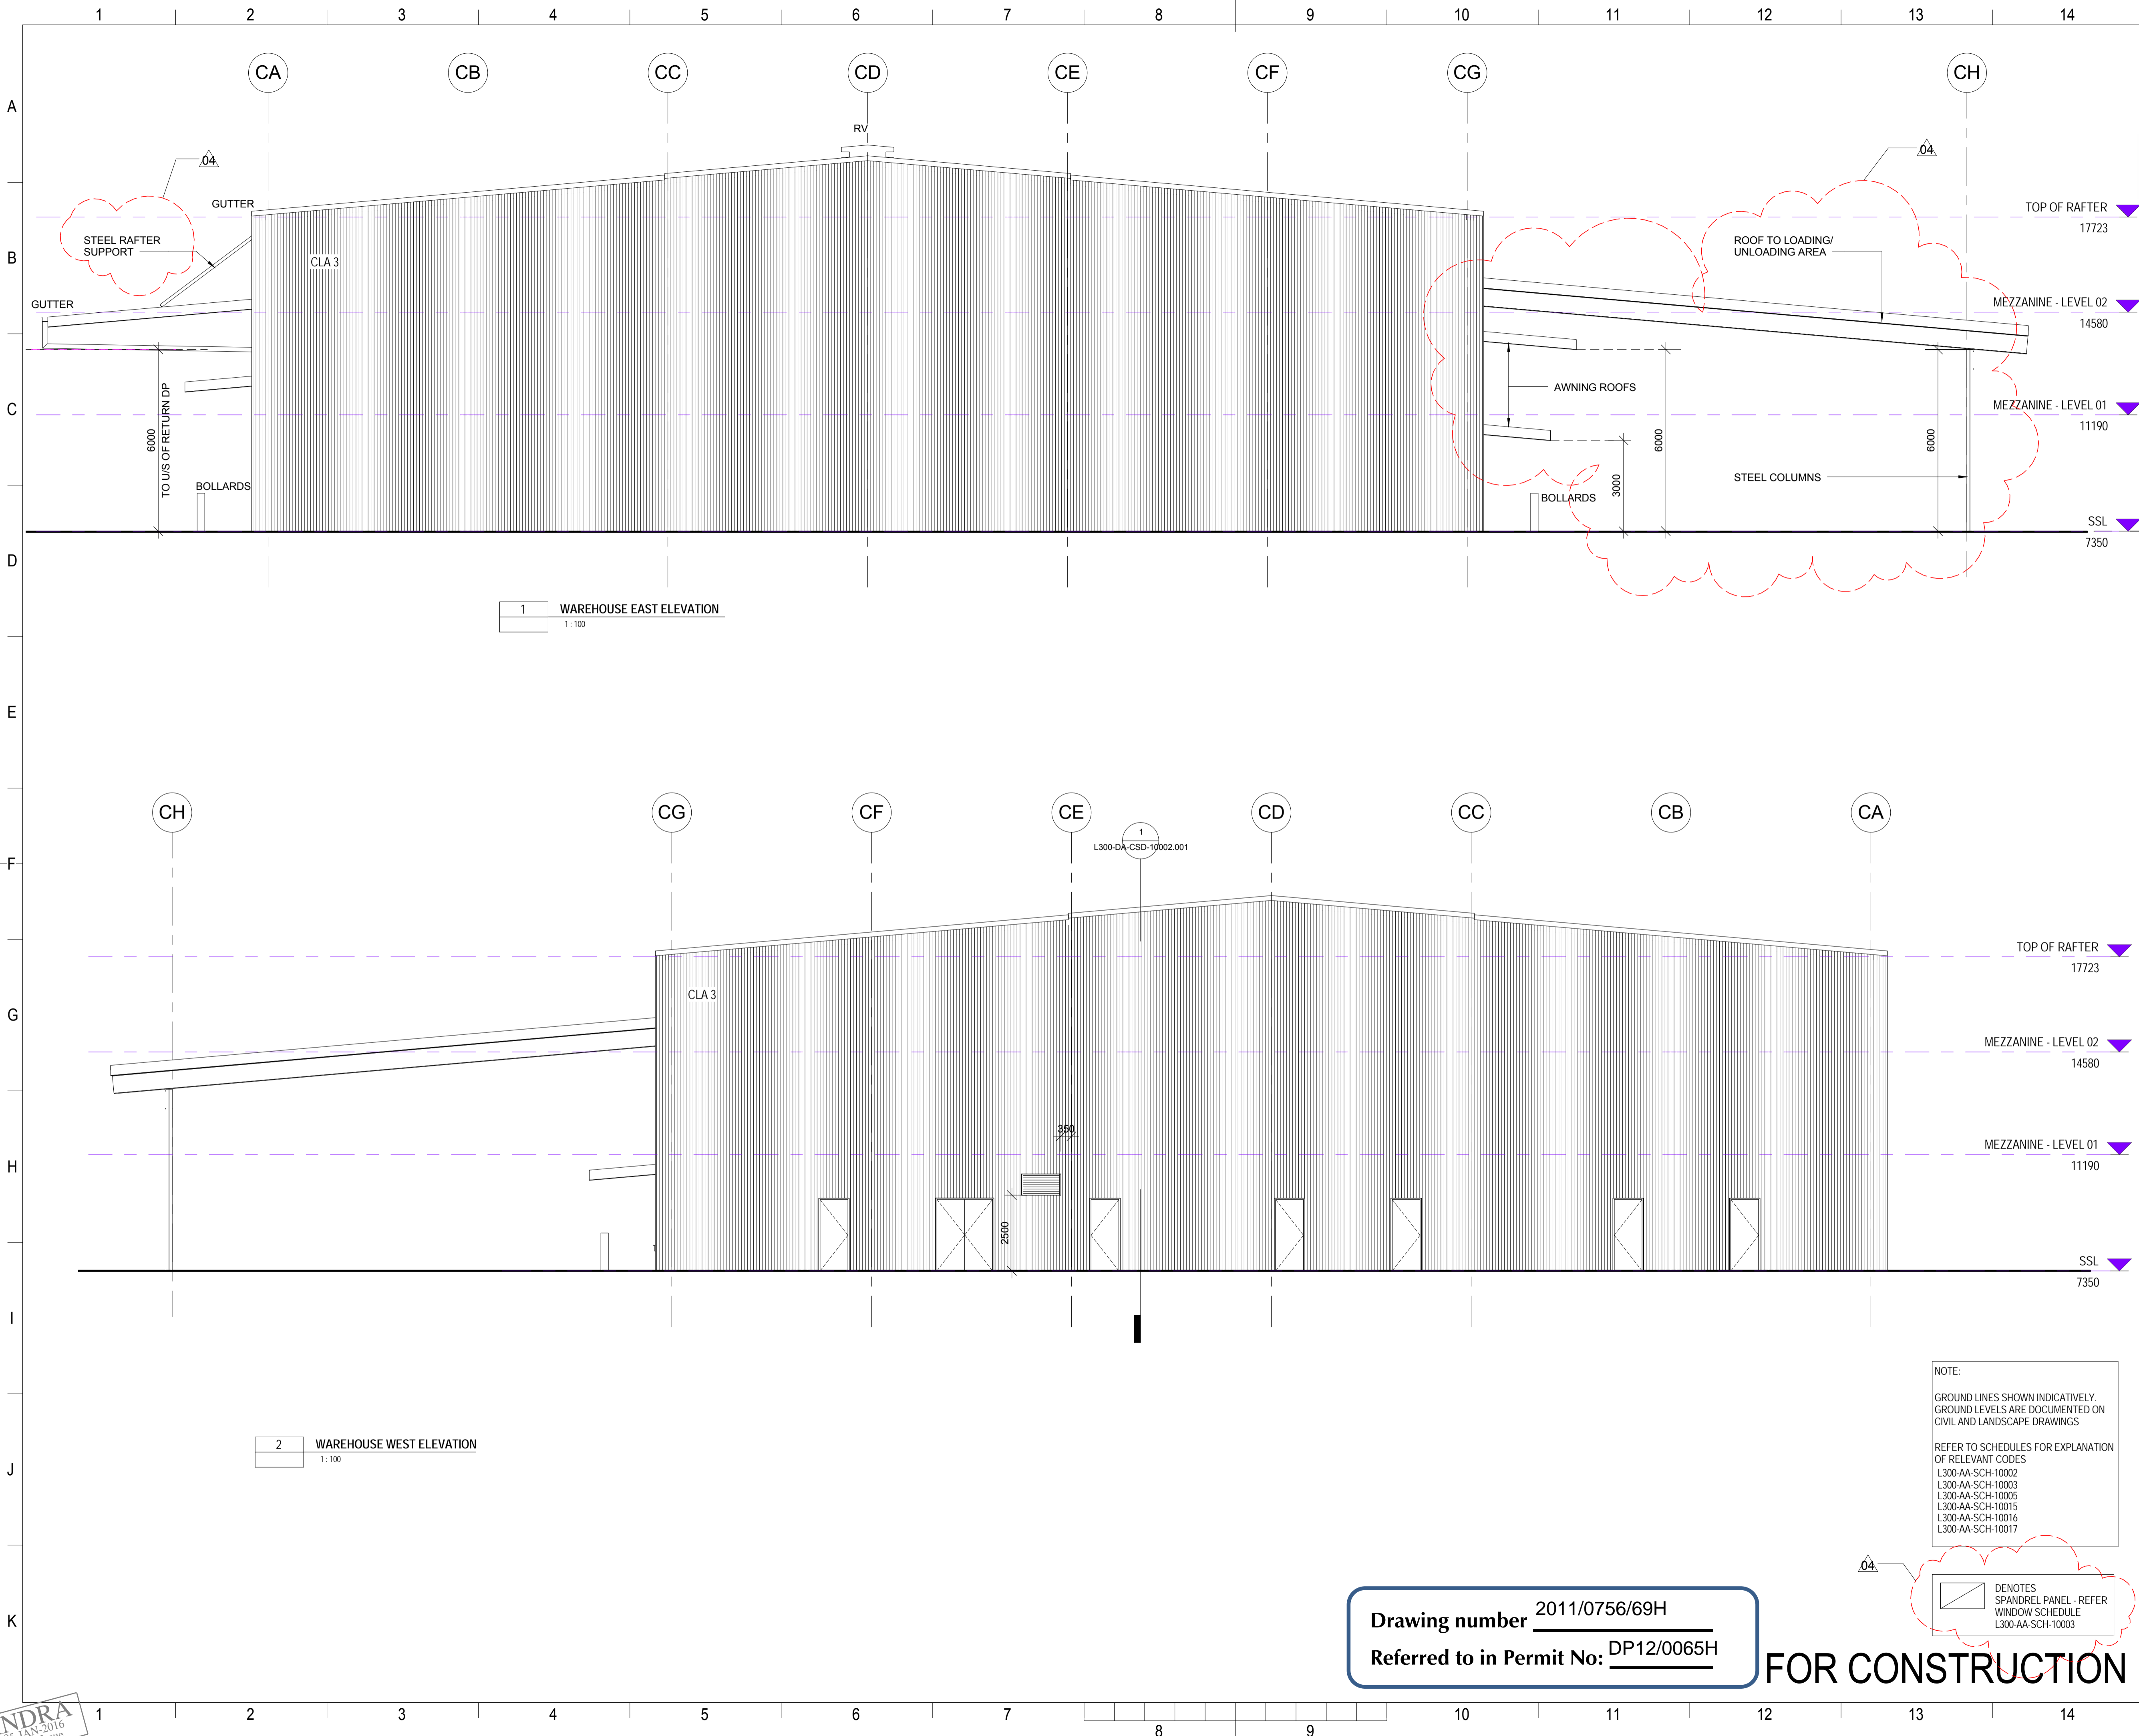 1 2 3 4 5 6 7 8 9 10 11 12 13 14
CA CB CC CD CE CF CG CH
A
RV
04
04
GUTTER
TOP OF RAFTER
17723
STEEL RAFTER
SUPPORT
ROOF TO LOADING/
UNLOADING AREA
B
CLA 3
GUTTER
MEZZANINE - LEVEL 02
14580
AWNING ROOFS
C
MEZZANINE - LEVEL 01
11190
6000
TO U/S OF RETURN DP
6000
6000
3000
STEEL COLUMNS
BOLLARDS
BOLLARDS
SSL
7350
D
1 WAREHOUSE EAST ELEVATION
1 : 100
E
CH CG CF CE CD CC CB CA
1
L300-DA-CSD-10002.001
F
TOP OF RAFTER
17723
CLA 3
G
MEZZANINE - LEVEL 02
14580
350
MEZZANINE - LEVEL 01
11190
H
2500
SSL
7350
I
NOTE:
GROUND LINES SHOWN INDICATIVELY.
GROUND LEVELS ARE DOCUMENTED ON
CIVIL AND LANDSCAPE DRAWINGS
REFER TO SCHEDULES FOR EXPLANATION
OF RELEVANT CODES
L300-AA-SCH-10002
L300-AA-SCH-10003
L300-AA-SCH-10005
L300-AA-SCH-10015
L300-AA-SCH-10016
L300-AA-SCH-10017
2 WAREHOUSE WEST ELEVATION
1 : 100
J
04
DENOTES
SPANDREL PANEL - REFER
WINDOW SCHEDULE
L300-AA-SCH-10003
K
Drawing number 2011/0756/69H
Referred to in Permit No: DP12/0065H
FOR CONSTRUCTION
NDRA
JAN-2016
1 2 3 4 5 6 7 8 9 10 11 12 13 14